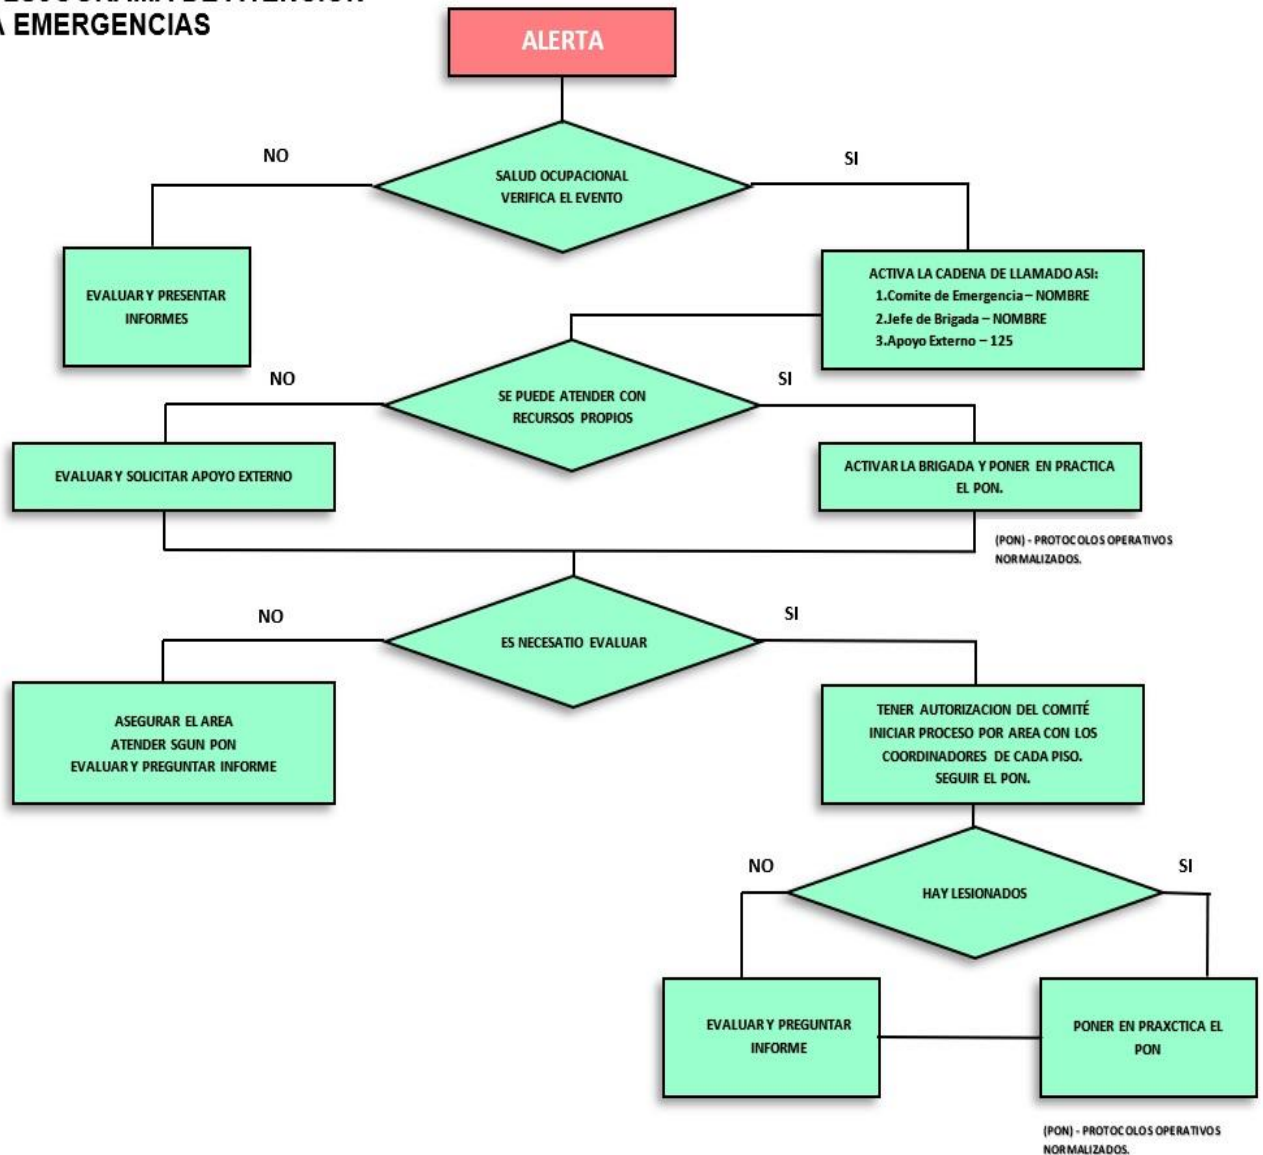 A EMERGENCIAS
ALERTA
NO
SI
SALUD OCUPACIONAL
VERIFICA EL EVENTO
EVALUAR Y PRESENTAR
INFORMES
ACTIVA LA CADENA DE LLAMADO ASI:
1.Comite de Emergencia – NOMBRE
2.Jefe de Brigada – NOMBRE
3.Apoyo Externo – 125
NO
SI
SE PUEDE ATENDER CON
RECURSOS PROPIOS
EVALUAR Y SOLICITAR APOYO EXTERNO
ACTIVAR LA BRIGADA Y PONER EN PRACTICA
EL PON.
(PON) - PROTOCOLOS OPERATIVOS
NORMALIZADOS.
NO
SI
ES NECESATIO EVALUAR
ASEGURAR EL AREA
ATENDER SGUN PON
EVALUAR Y PREGUNTAR INFORME
TENER AUTORIZACION DEL COMITÉ
INICIAR PROCESO POR AREA CON LOS
COORDINADORES DE CADA PISO.
SEGUIR EL PON.
NO
SI
HAY LESIONADOS
EVALUAR Y PREGUNTAR
INFORME
PONER EN PRAXCTICA EL
PON
(PON) - PROTOCOLOS OPERATIVOS
NORMALIZADOS.